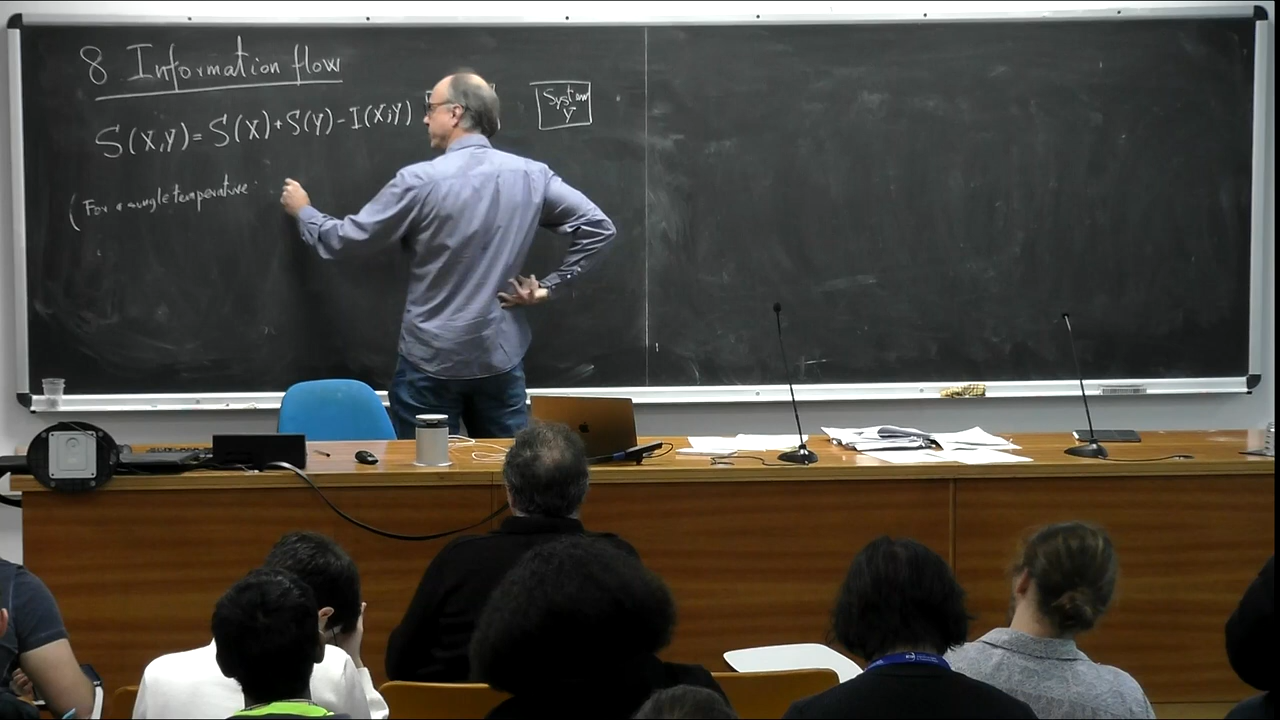 8 Information flow
S(X,Y) = S(X) + S(Y) - I(X;Y)
System
Y
(For a single temperature: